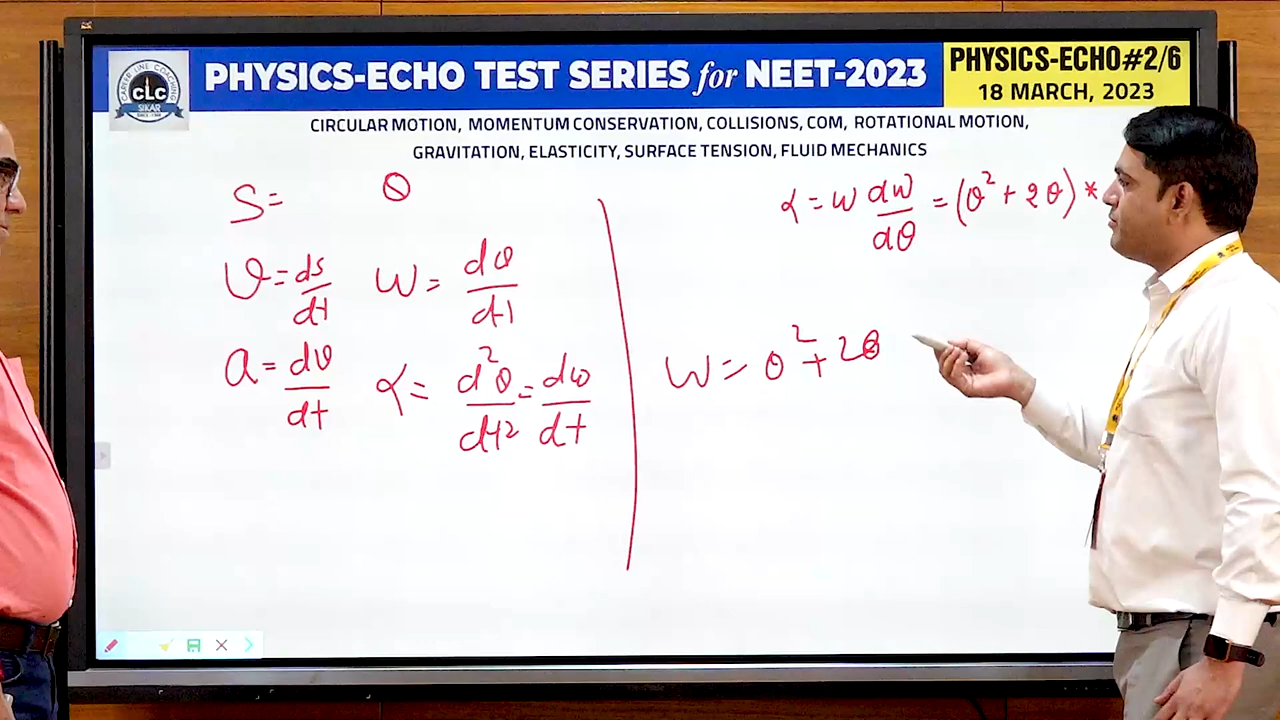 PHYSICS-ECHO TEST SERIES for NEET-2023
PHYSICS-ECHO#2/6
18 MARCH, 2023
CLC
SIKAR
CIRCULAR MOTION, MOMENTUM CONSERVATION, COLLISIONS, COM, ROTATIONAL MOTION,
GRAVITATION, ELASTICITY, SURFACE TENSION, FLUID MECHANICS
S= θ
v = ds/dt ω = dθ/dt
a = dv/dt α = d²θ/dt² = dω/dt
α = ω dω/dθ = (θ² + 2θ) *
ω = θ² + 2θ